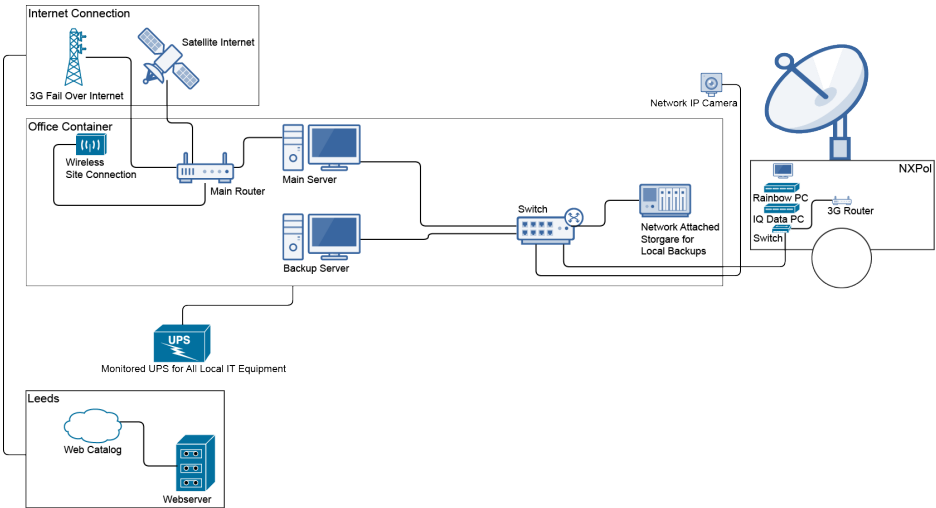 Internet Connection
Satellite Internet
3G Fail Over Internet
Network IP Camera
Office Container
Wireless
Site Connection
Main Router
Main Server
Backup Server
Switch
Network Attached
Storgare for
Local Backups
NXPol
Rainbow PC
IQ Data PC
Switch
3G Router
UPS
Monitored UPS for All Local IT Equipment
Leeds
Web Catalog
Webserver